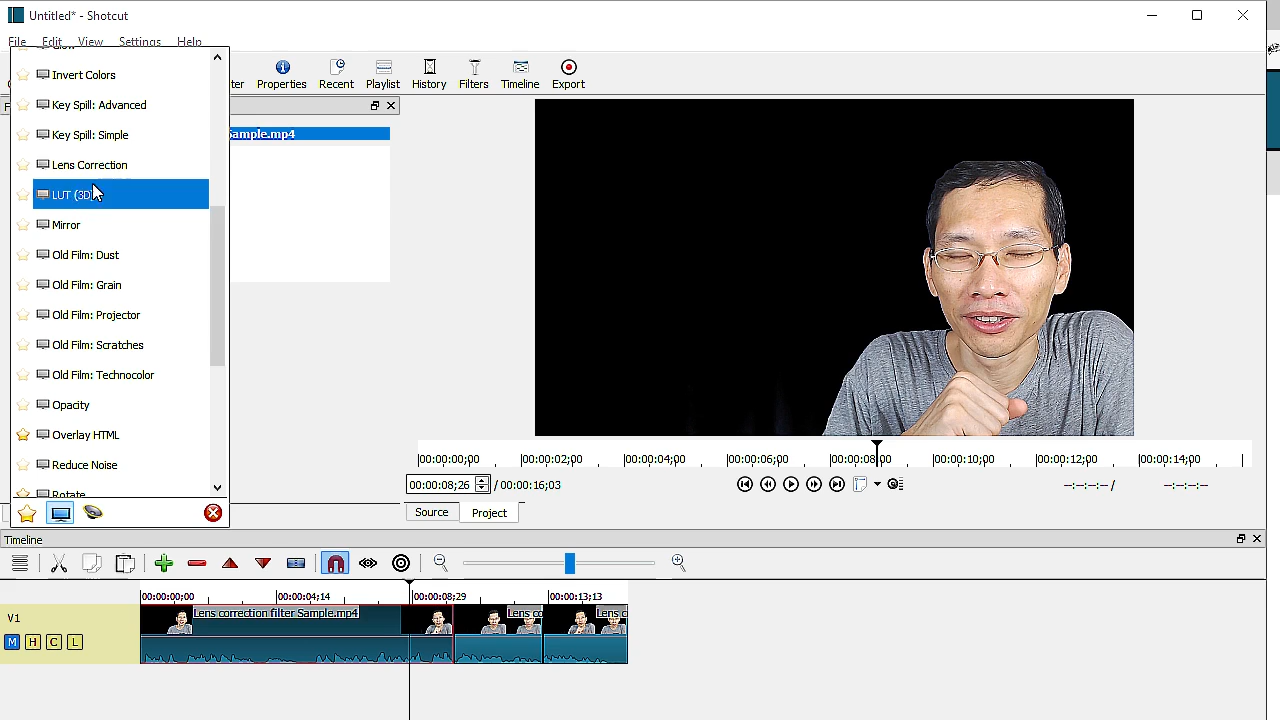 Untitled* - Shotcut
File Edit View Settings Help
ter Properties Recent Playlist History Filters Timeline Export
Sample.mp4
Glow
Invert Colors
Key Spill: Advanced
Key Spill: Simple
Lens Correction
LUT (3D)
Mirror
Old Film: Dust
Old Film: Grain
Old Film: Projector
Old Film: Scratches
Old Film: Technocolor
Opacity
Overlay HTML
Reduce Noise
Rotate
00:00:00;00 00:00:02;00 00:00:04;00 00:00:06;00 00:00:08;00 00:00:10;00 00:00:12;00 00:00:14;00
00:00:08;26 / 00:00:16;03 --:--:--:-- / --:--:--:--
Source Project
Timeline
00:00:00;00 00:00:04;14 00:00:08;29 00:00:13;13
V1
Lens correction filter Sample.mp4 Lens co Lens c
M H C L